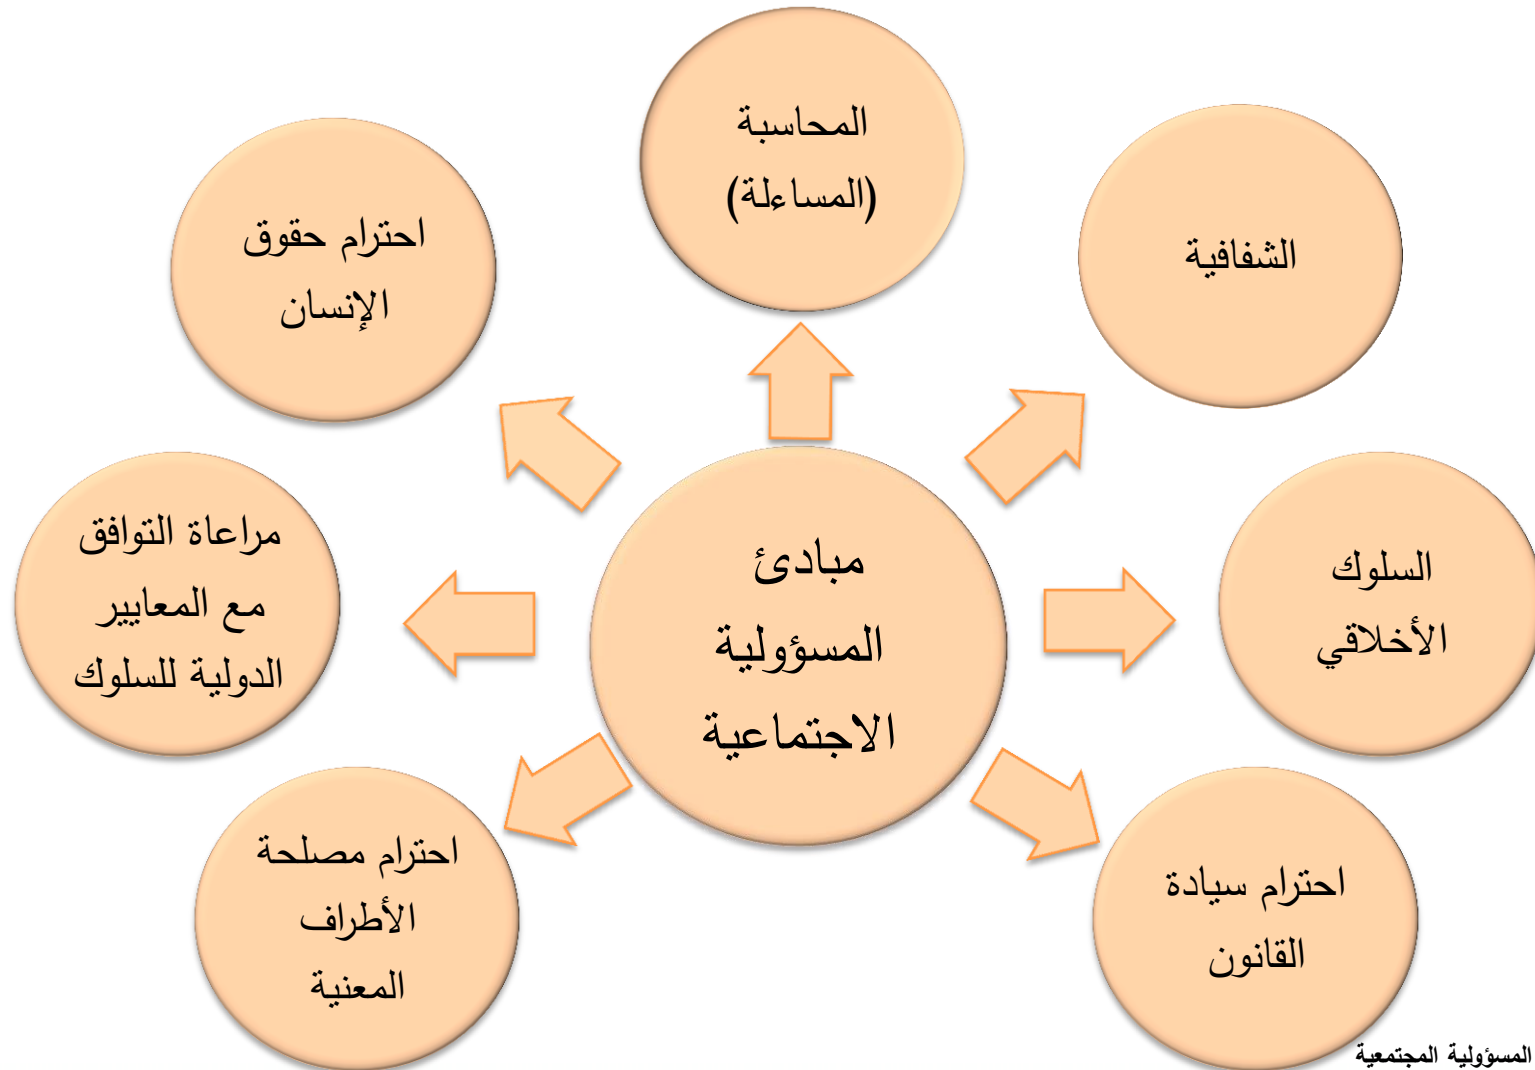 المحاسبة
(المساءلة)
الشفافية
السلوك
الأخلاقي
احترام سيادة
القانون
احترام مصلحة
الأطراف
المعنية
مراعاة التوافق
مع المعايير
الدولية للسلوك
احترام حقوق
الإنسان
مبادئ
المسؤولية
الاجتماعية
المسؤولية المجتمعية